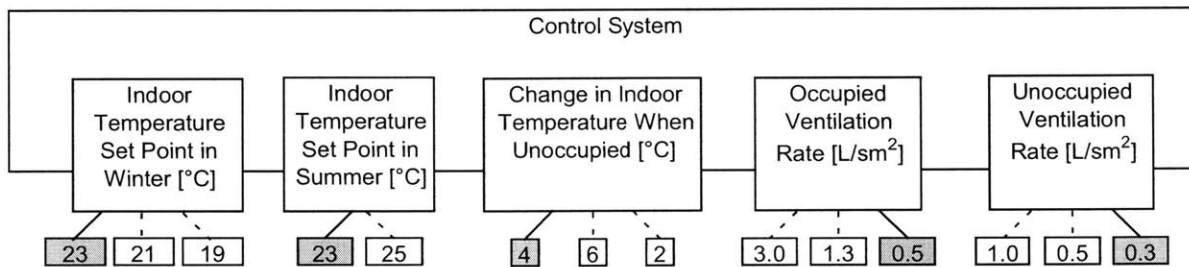 Control System
Indoor
Temperature
Set Point in
Winter [°C]
Indoor
Temperature
Set Point in
Summer [°C]
Change in Indoor
Temperature When
Unoccupied [°C]
Occupied
Ventilation
Rate [L/sm²]
Unoccupied
Ventilation
Rate [L/sm²]
23 21 19
23 25
4 6 2
3.0 1.3 0.5
1.0 0.5 0.3